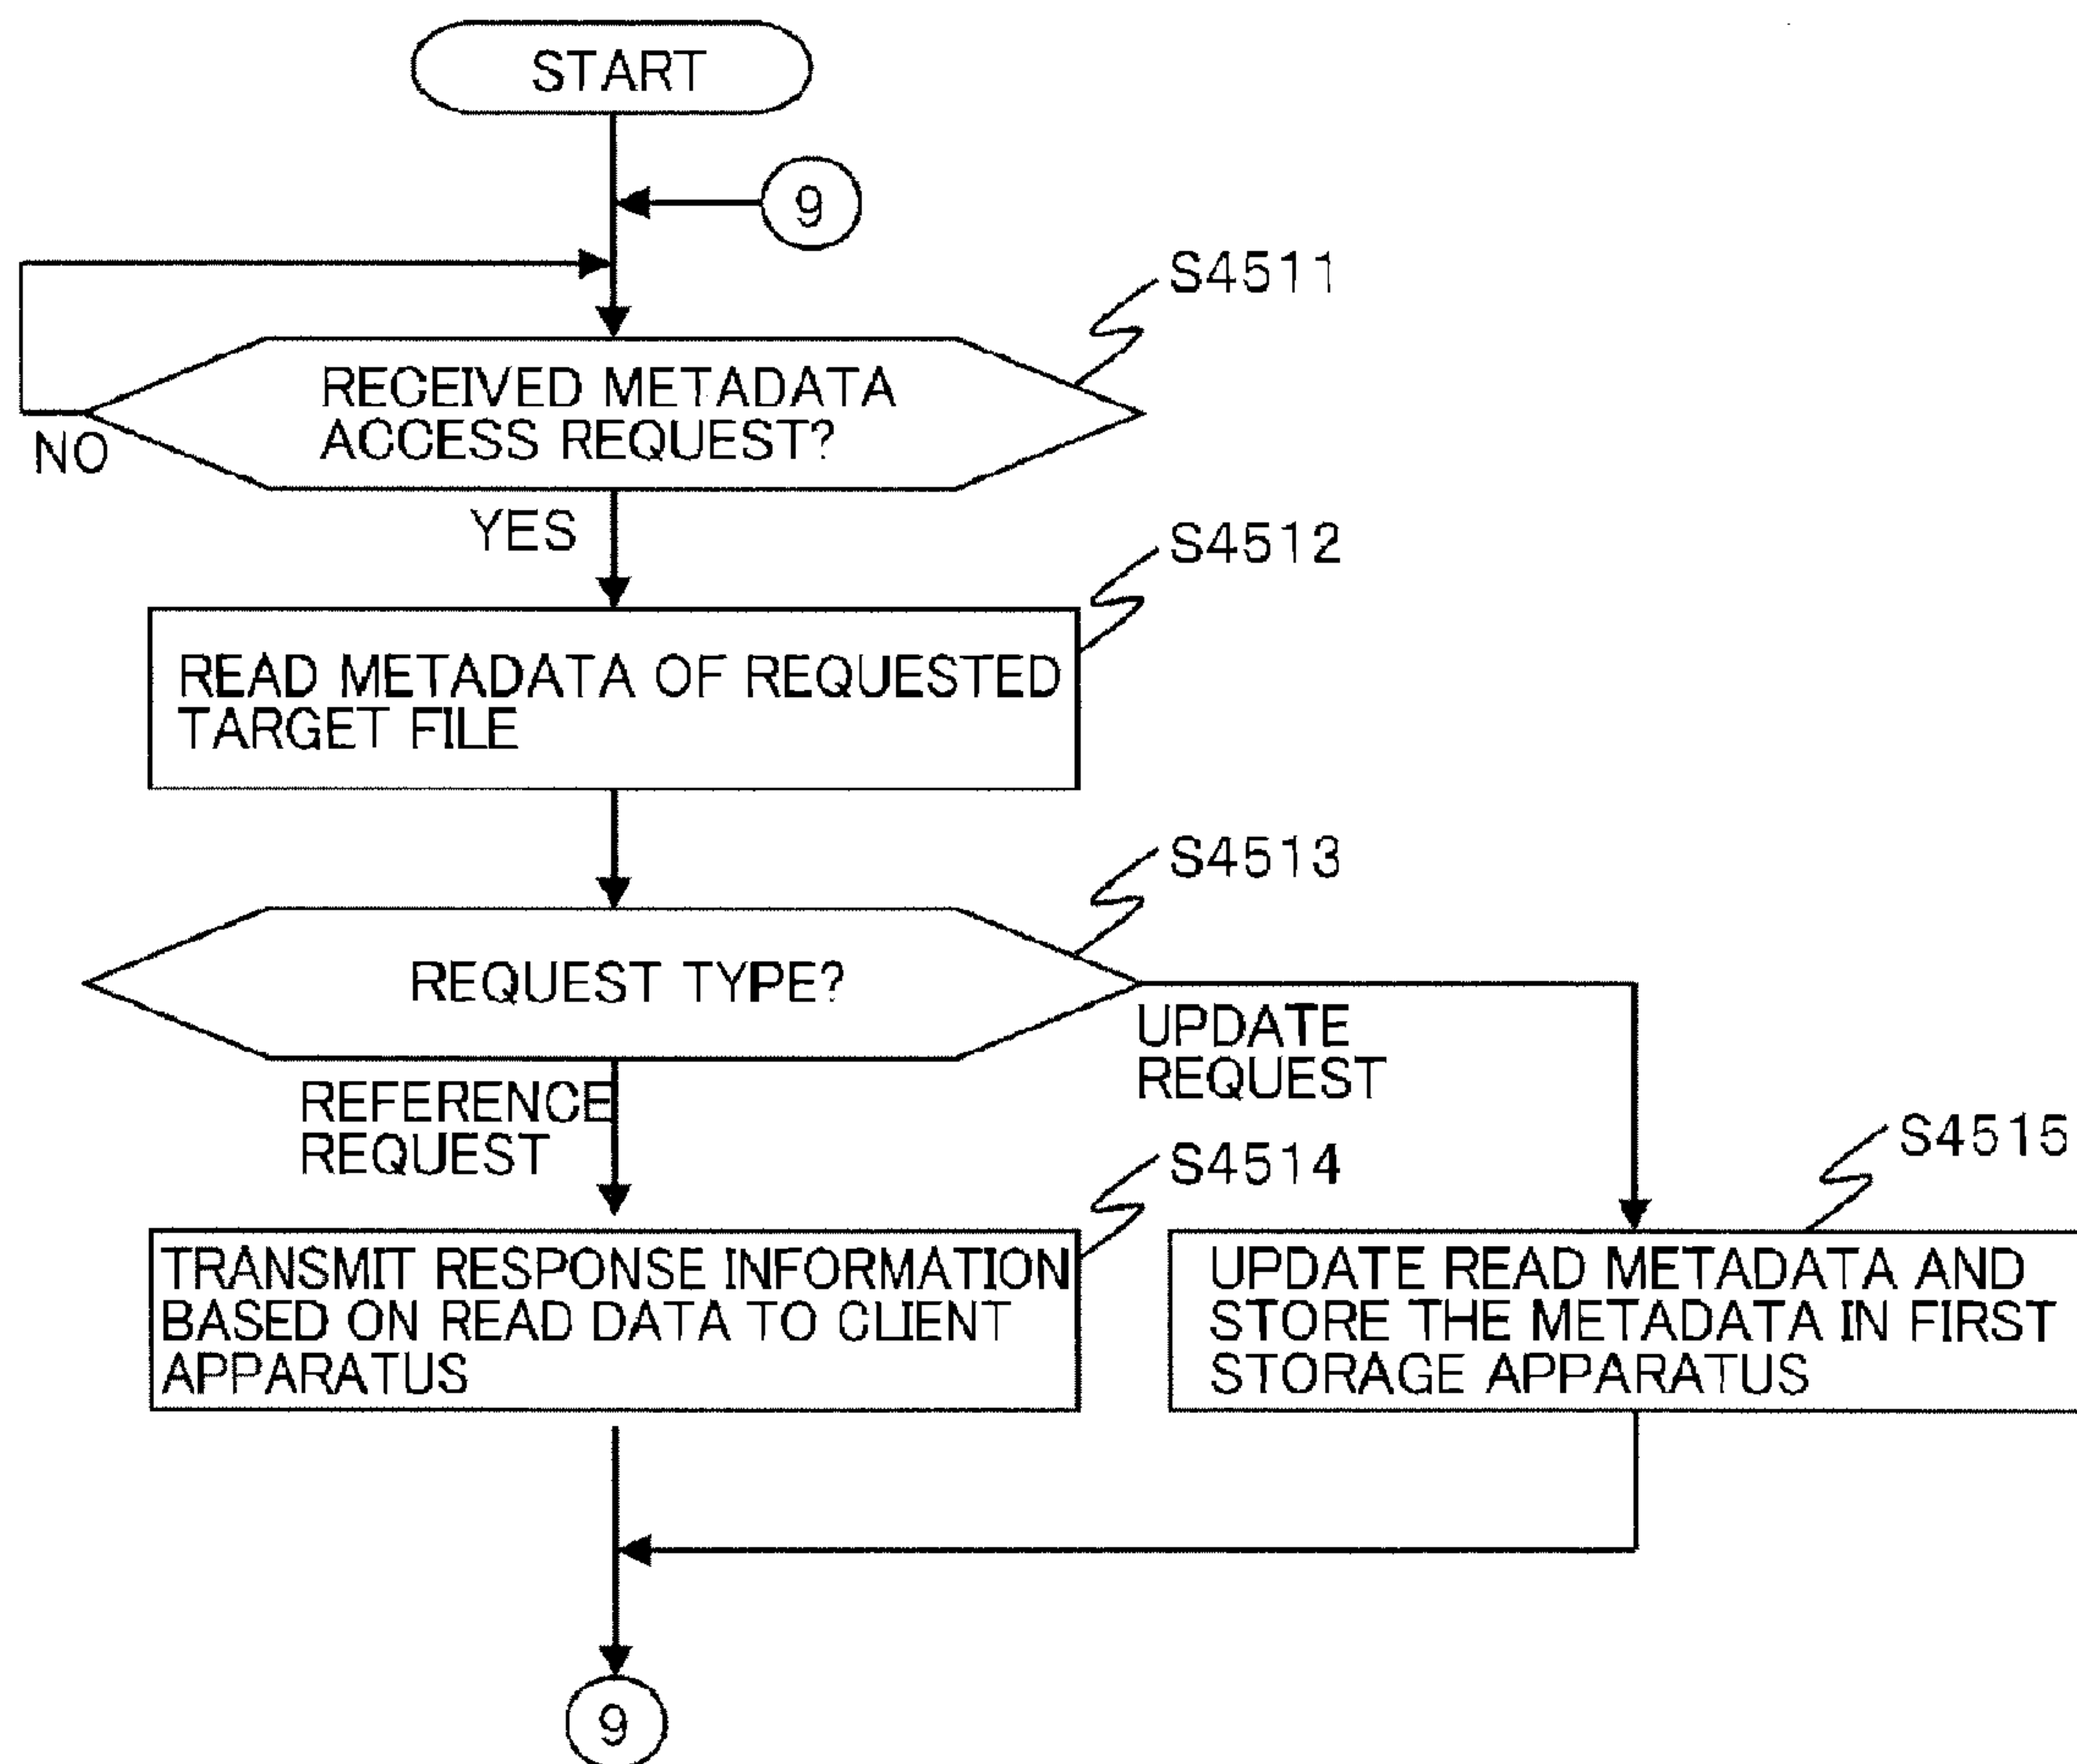 START
9
S4511
RECEIVED METADATA
ACCESS REQUEST?
NO
YES
S4512
READ METADATA OF REQUESTED
TARGET FILE
S4513
REQUEST TYPE?
UPDATE
REQUEST
REFERENCE
REQUEST
S4514
S4515
TRANSMIT RESPONSE INFORMATION
BASED ON READ DATA TO CLIENT
APPARATUS
UPDATE READ METADATA AND
STORE THE METADATA IN FIRST
STORAGE APPARATUS
9